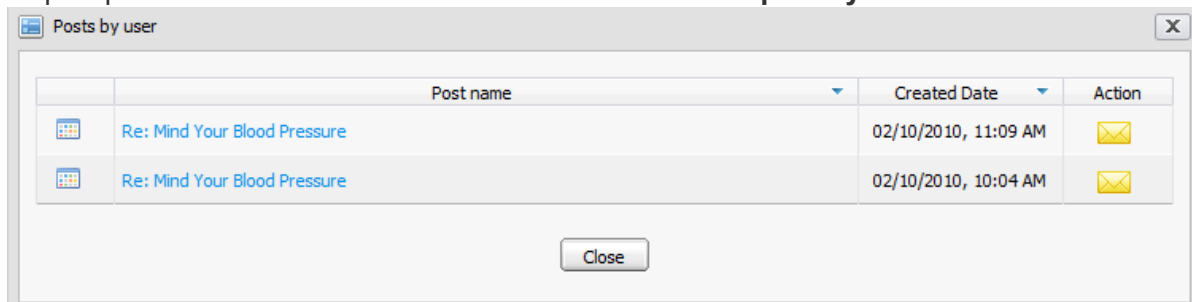 Posts by user X
Post name Created Date Action
Re: Mind Your Blood Pressure 02/10/2010, 11:09 AM
Re: Mind Your Blood Pressure 02/10/2010, 10:04 AM
Close